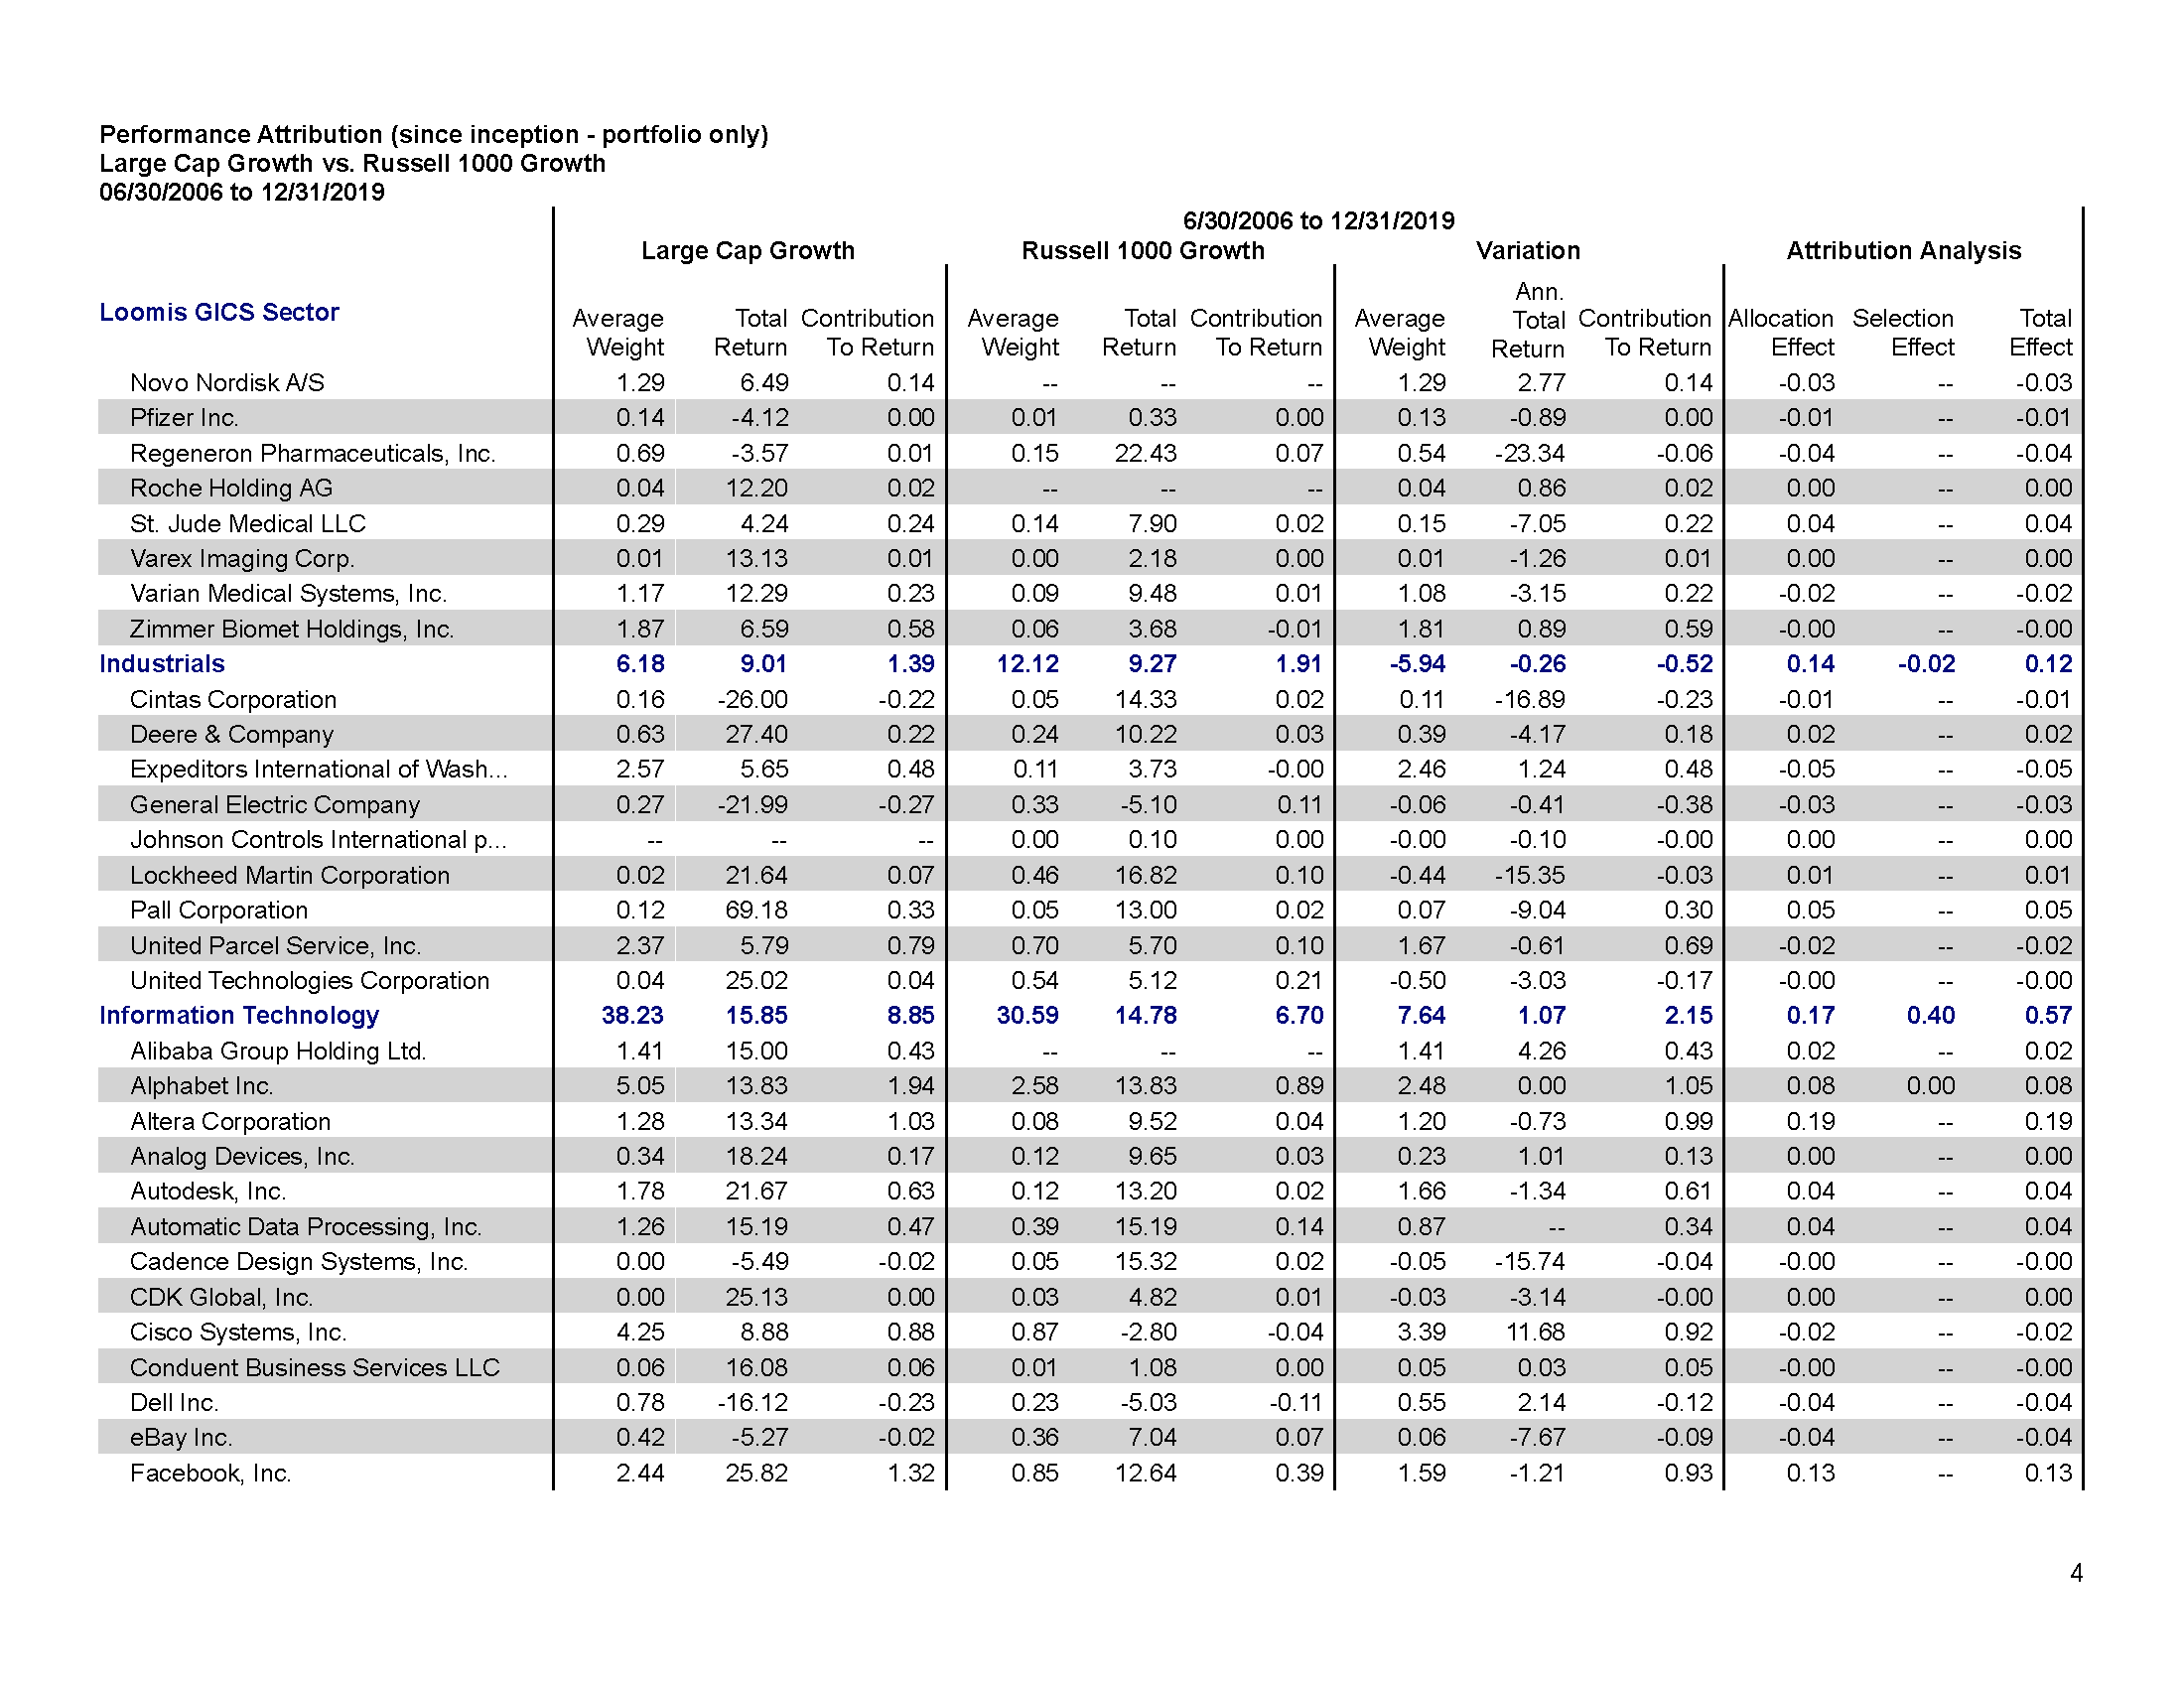 Performance Attribution (since inception - portfolio only)
Large Cap Growth vs. Russell 1000 Growth
06/30/2006 to 12/31/2019
6/30/2006 to 12/31/2019
Large Cap Growth Russell 1000 Growth Variation Attribution Analysis
Loomis GICS Sector
Average Weight Total Return Contribution To Return Average Weight Total Return Contribution To Return Average Weight Ann. Total Return Contribution To Return Allocation Effect Selection Effect Total Effect
Novo Nordisk A/S 1.29 6.49 0.14 -- -- -- 1.29 2.77 0.14 -0.03 -- -0.03
Pfizer Inc. 0.14 -4.12 0.00 0.01 0.33 0.00 0.13 -0.89 0.00 -0.01 -- -0.01
Regeneron Pharmaceuticals, Inc. 0.69 -3.57 0.01 0.15 22.43 0.07 0.54 -23.34 -0.06 -0.04 -- -0.04
Roche Holding AG 0.04 12.20 0.02 -- -- -- 0.04 0.86 0.02 0.00 -- 0.00
St. Jude Medical LLC 0.29 4.24 0.24 0.14 7.90 0.02 0.15 -7.05 0.22 0.04 -- 0.04
Varex Imaging Corp. 0.01 13.13 0.01 0.00 2.18 0.00 0.01 -1.26 0.01 0.00 -- 0.00
Varian Medical Systems, Inc. 1.17 12.29 0.23 0.09 9.48 0.01 1.08 -3.15 0.22 -0.02 -- -0.02
Zimmer Biomet Holdings, Inc. 1.87 6.59 0.58 0.06 3.68 -0.01 1.81 0.89 0.59 -0.00 -- -0.00
Industrials 6.18 9.01 1.39 12.12 9.27 1.91 -5.94 -0.26 -0.52 0.14 -0.02 0.12
Cintas Corporation 0.16 -26.00 -0.22 0.05 14.33 0.02 0.11 -16.89 -0.23 -0.01 -- -0.01
Deere & Company 0.63 27.40 0.22 0.24 10.22 0.03 0.39 -4.17 0.18 0.02 -- 0.02
Expeditors International of Wash... 2.57 5.65 0.48 0.11 3.73 -0.00 2.46 1.24 0.48 -0.05 -- -0.05
General Electric Company 0.27 -21.99 -0.27 0.33 -5.10 0.11 -0.06 -0.41 -0.38 -0.03 -- -0.03
Johnson Controls International p... -- -- -- 0.00 0.10 0.00 -0.00 -0.10 -0.00 0.00 -- 0.00
Lockheed Martin Corporation 0.02 21.64 0.07 0.46 16.82 0.10 -0.44 -15.35 -0.03 0.01 -- 0.01
Pall Corporation 0.12 69.18 0.33 0.05 13.00 0.02 0.07 -9.04 0.30 0.05 -- 0.05
United Parcel Service, Inc. 2.37 5.79 0.79 0.70 5.70 0.10 1.67 -0.61 0.69 -0.02 -- -0.02
United Technologies Corporation 0.04 25.02 0.04 0.54 5.12 0.21 -0.50 -3.03 -0.17 -0.00 -- -0.00
Information Technology 38.23 15.85 8.85 30.59 14.78 6.70 7.64 1.07 2.15 0.17 0.40 0.57
Alibaba Group Holding Ltd. 1.41 15.00 0.43 -- -- -- 1.41 4.26 0.43 0.02 -- 0.02
Alphabet Inc. 5.05 13.83 1.94 2.58 13.83 0.89 2.48 0.00 1.05 0.08 0.00 0.08
Altera Corporation 1.28 13.34 1.03 0.08 9.52 0.04 1.20 -0.73 0.99 0.19 -- 0.19
Analog Devices, Inc. 0.34 18.24 0.17 0.12 9.65 0.03 0.23 1.01 0.13 0.00 -- 0.00
Autodesk, Inc. 1.78 21.67 0.63 0.12 13.20 0.02 1.66 -1.34 0.61 0.04 -- 0.04
Automatic Data Processing, Inc. 1.26 15.19 0.47 0.39 15.19 0.14 0.87 -- 0.34 0.04 -- 0.04
Cadence Design Systems, Inc. 0.00 -5.49 -0.02 0.05 15.32 0.02 -0.05 -15.74 -0.04 -0.00 -- -0.00
CDK Global, Inc. 0.00 25.13 0.00 0.03 4.82 0.01 -0.03 -3.14 -0.00 0.00 -- 0.00
Cisco Systems, Inc. 4.25 8.88 0.88 0.87 -2.80 -0.04 3.39 11.68 0.92 -0.02 -- -0.02
Conduent Business Services LLC 0.06 16.08 0.06 0.01 1.08 0.00 0.05 0.03 0.05 -0.00 -- -0.00
Dell Inc. 0.78 -16.12 -0.23 0.23 -5.03 -0.11 0.55 2.14 -0.12 -0.04 -- -0.04
eBay Inc. 0.42 -5.27 -0.02 0.36 7.04 0.07 0.06 -7.67 -0.09 -0.04 -- -0.04
Facebook, Inc. 2.44 25.82 1.32 0.85 12.64 0.39 1.59 -1.21 0.93 0.13 -- 0.13
4